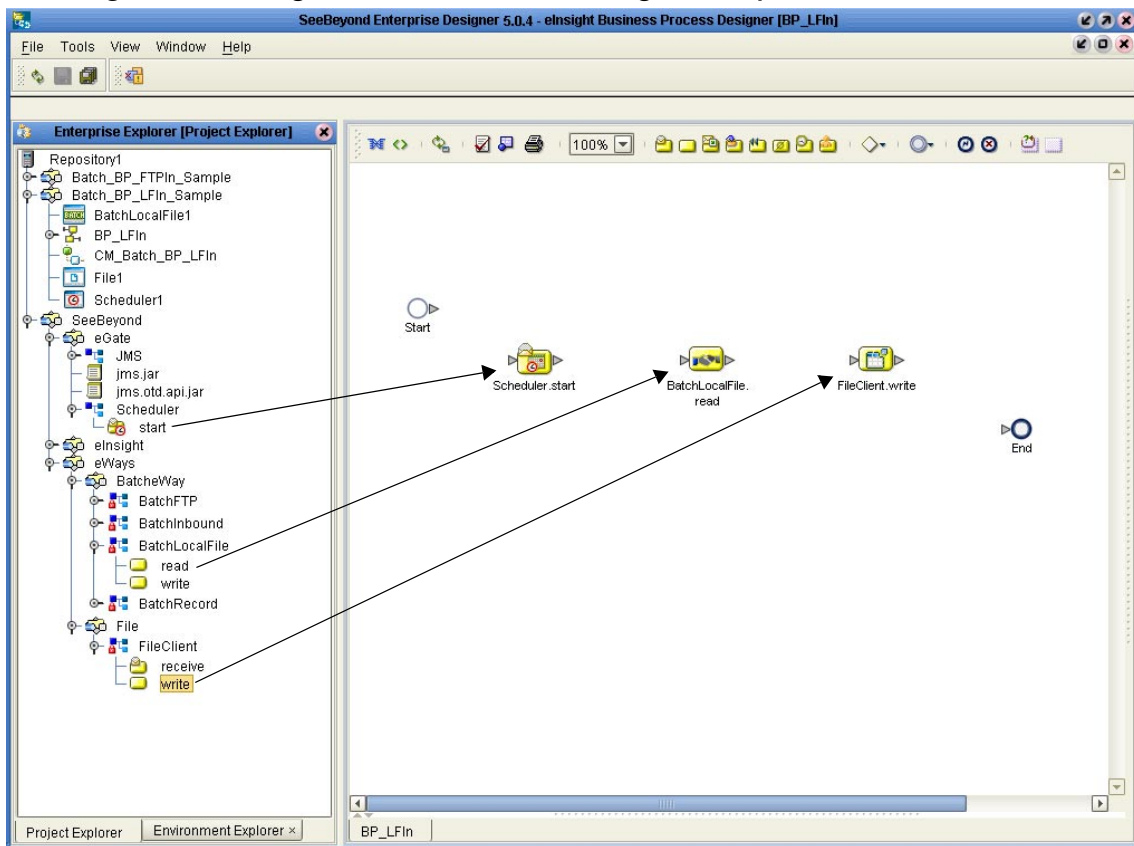 SeeBeyond Enterprise Designer 5.0.4 - eInsight Business Process Designer [BP_LFIn]
File Tools View Window Help
Enterprise Explorer [Project Explorer]
Repository1
Batch_BP_FTPIn_Sample
Batch_BP_LFIn_Sample
BatchLocalFile1
BP_LFIn
CM_Batch_BP_LFIn
File1
Scheduler1
SeeBeyond
eGate
JMS
jms.jar
jms.otd.api.jar
Scheduler
start
eInsight
eWays
BatcheWay
BatchFTP
BatchInbound
BatchLocalFile
read
write
BatchRecord
File
FileClient
receive
write
Project Explorer
Environment Explorer ×
100%
Start
Scheduler.start
BatchLocalFile.
read
FileClient.write
End
BP_LFIn